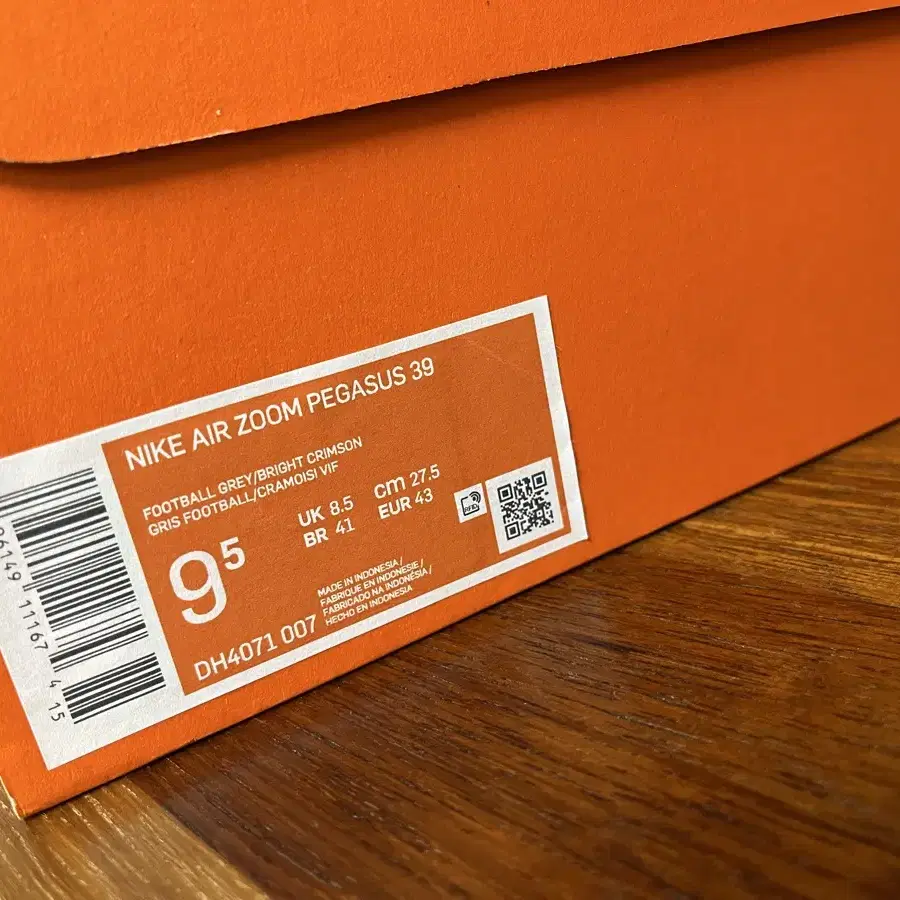 NIKE AIR ZOOM PEGASUS 39
FOOTBALL GREY/BRIGHT CRIMSON
GRIS FOOTBALL/CRAMOISI VIF
9⁵
UK 8.5 cm 27.5
BR 41 EUR 43
RFID
MADE IN INDONESIA/
FABRIQUE EN INDONESIE/
FABRICADO NA INDONÉSIA/
HECHO EN INDONESIA
DH4071 007
96149 11167 4 15